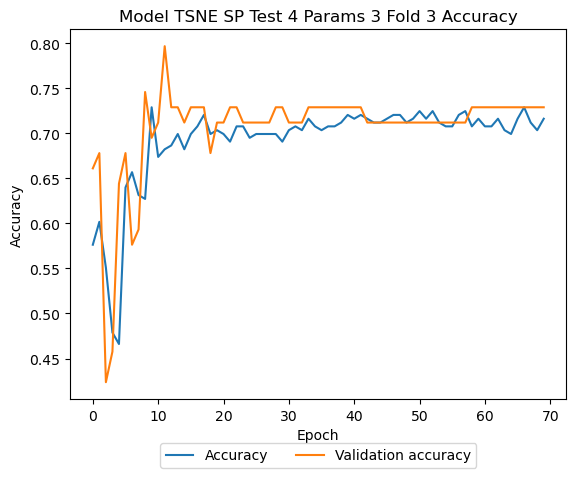 Model TSNE SP Test 4 Params 3 Fold 3 Accuracy
0.80
0.75
0.70
0.65
0.60
0.55
0.50
0.45
Accuracy
0 10 20 30 40 50 60 70
Epoch
Accuracy Validation accuracy